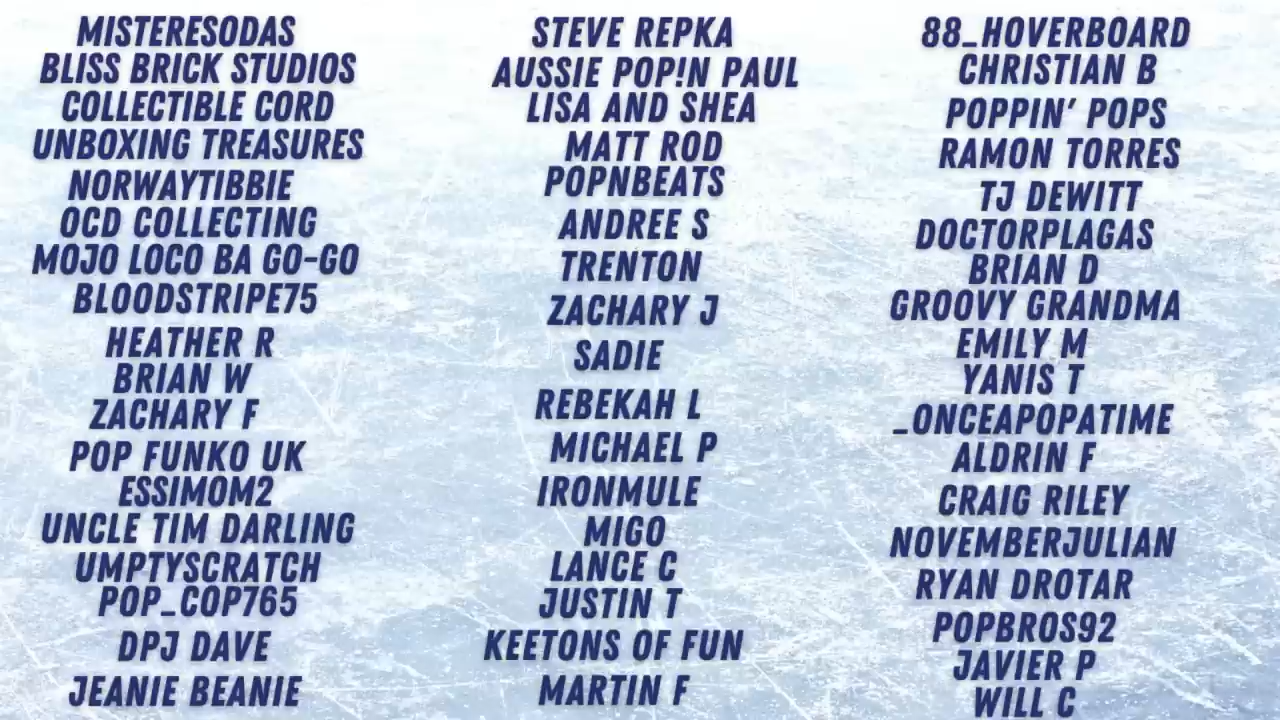 MISTERESODAS
BLISS BRICK STUDIOS
COLLECTIBLE CORD
UNBOXING TREASURES
NORWAYTIBBIE
OCD COLLECTING
MOJO LOCO BA GO-GO
BLOODSTRIPE75
HEATHER R
BRIAN W
ZACHARY F
POP FUNKO UK
ESSIMOM2
UNCLE TIM DARLING
UMPTYSCRATCH
POP_COP765
DPJ DAVE
JEANIE BEANIE
STEVE REPKA
AUSSIE POP!N PAUL
LISA AND SHEA
MATT ROD
POPNBEATS
ANDREE S
TRENTON
ZACHARY J
SADIE
REBEKAH L
MICHAEL P
IRONMULE
MIGO
LANCE C
JUSTIN T
KEETONS OF FUN
MARTIN F
88_HOVERBOARD
CHRISTIAN B
POPPIN' POPS
RAMON TORRES
TJ DEWITT
DOCTORPLAGAS
BRIAN D
GROOVY GRANDMA
EMILY M
YANIS T
_ONCEAPOPATIME
ALDRIN F
CRAIG RILEY
NOVEMBERJULIAN
RYAN DROTAR
POPBROS92
JAVIER P
WILL C